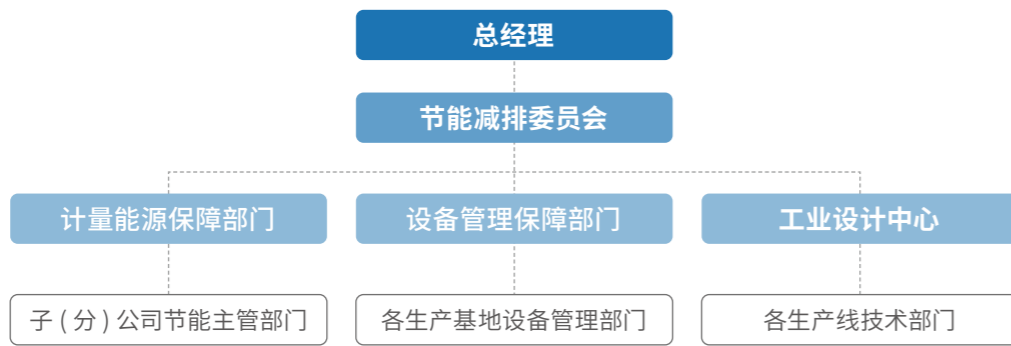 总经理
节能减排委员会
计量能源保障部门
设备管理保障部门
工业设计中心
子 ( 分 ) 公司节能主管部门
各生产基地设备管理部门
各生产线技术部门